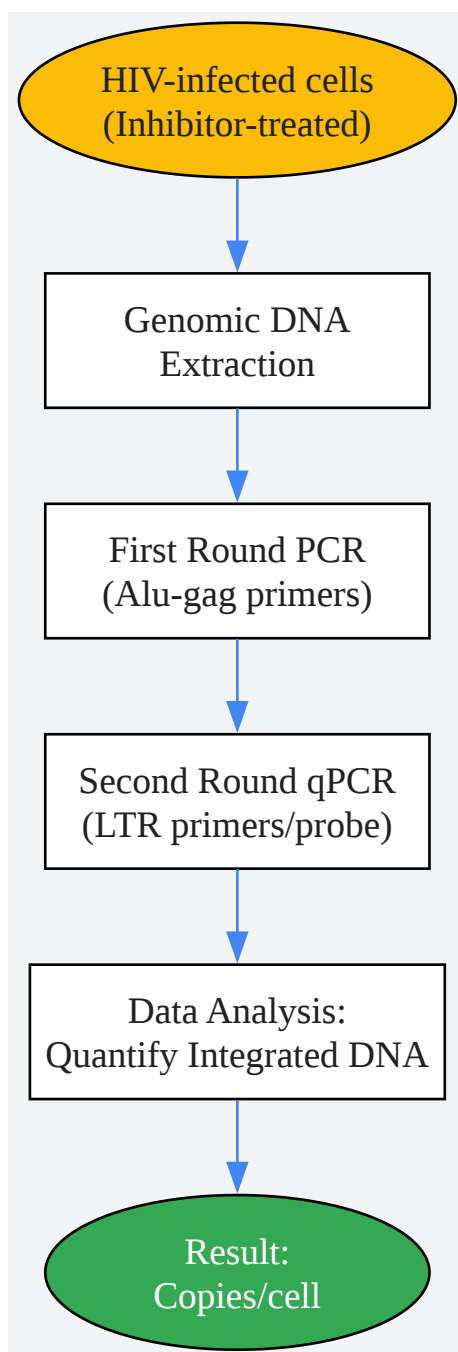 HIV-infected cells
(Inhibitor-treated)
Genomic DNA
Extraction
First Round PCR
(Alu-gag primers)
Second Round qPCR
(LTR primers/probe)
Data Analysis:
Quantify Integrated DNA
Result:
Copies/cell